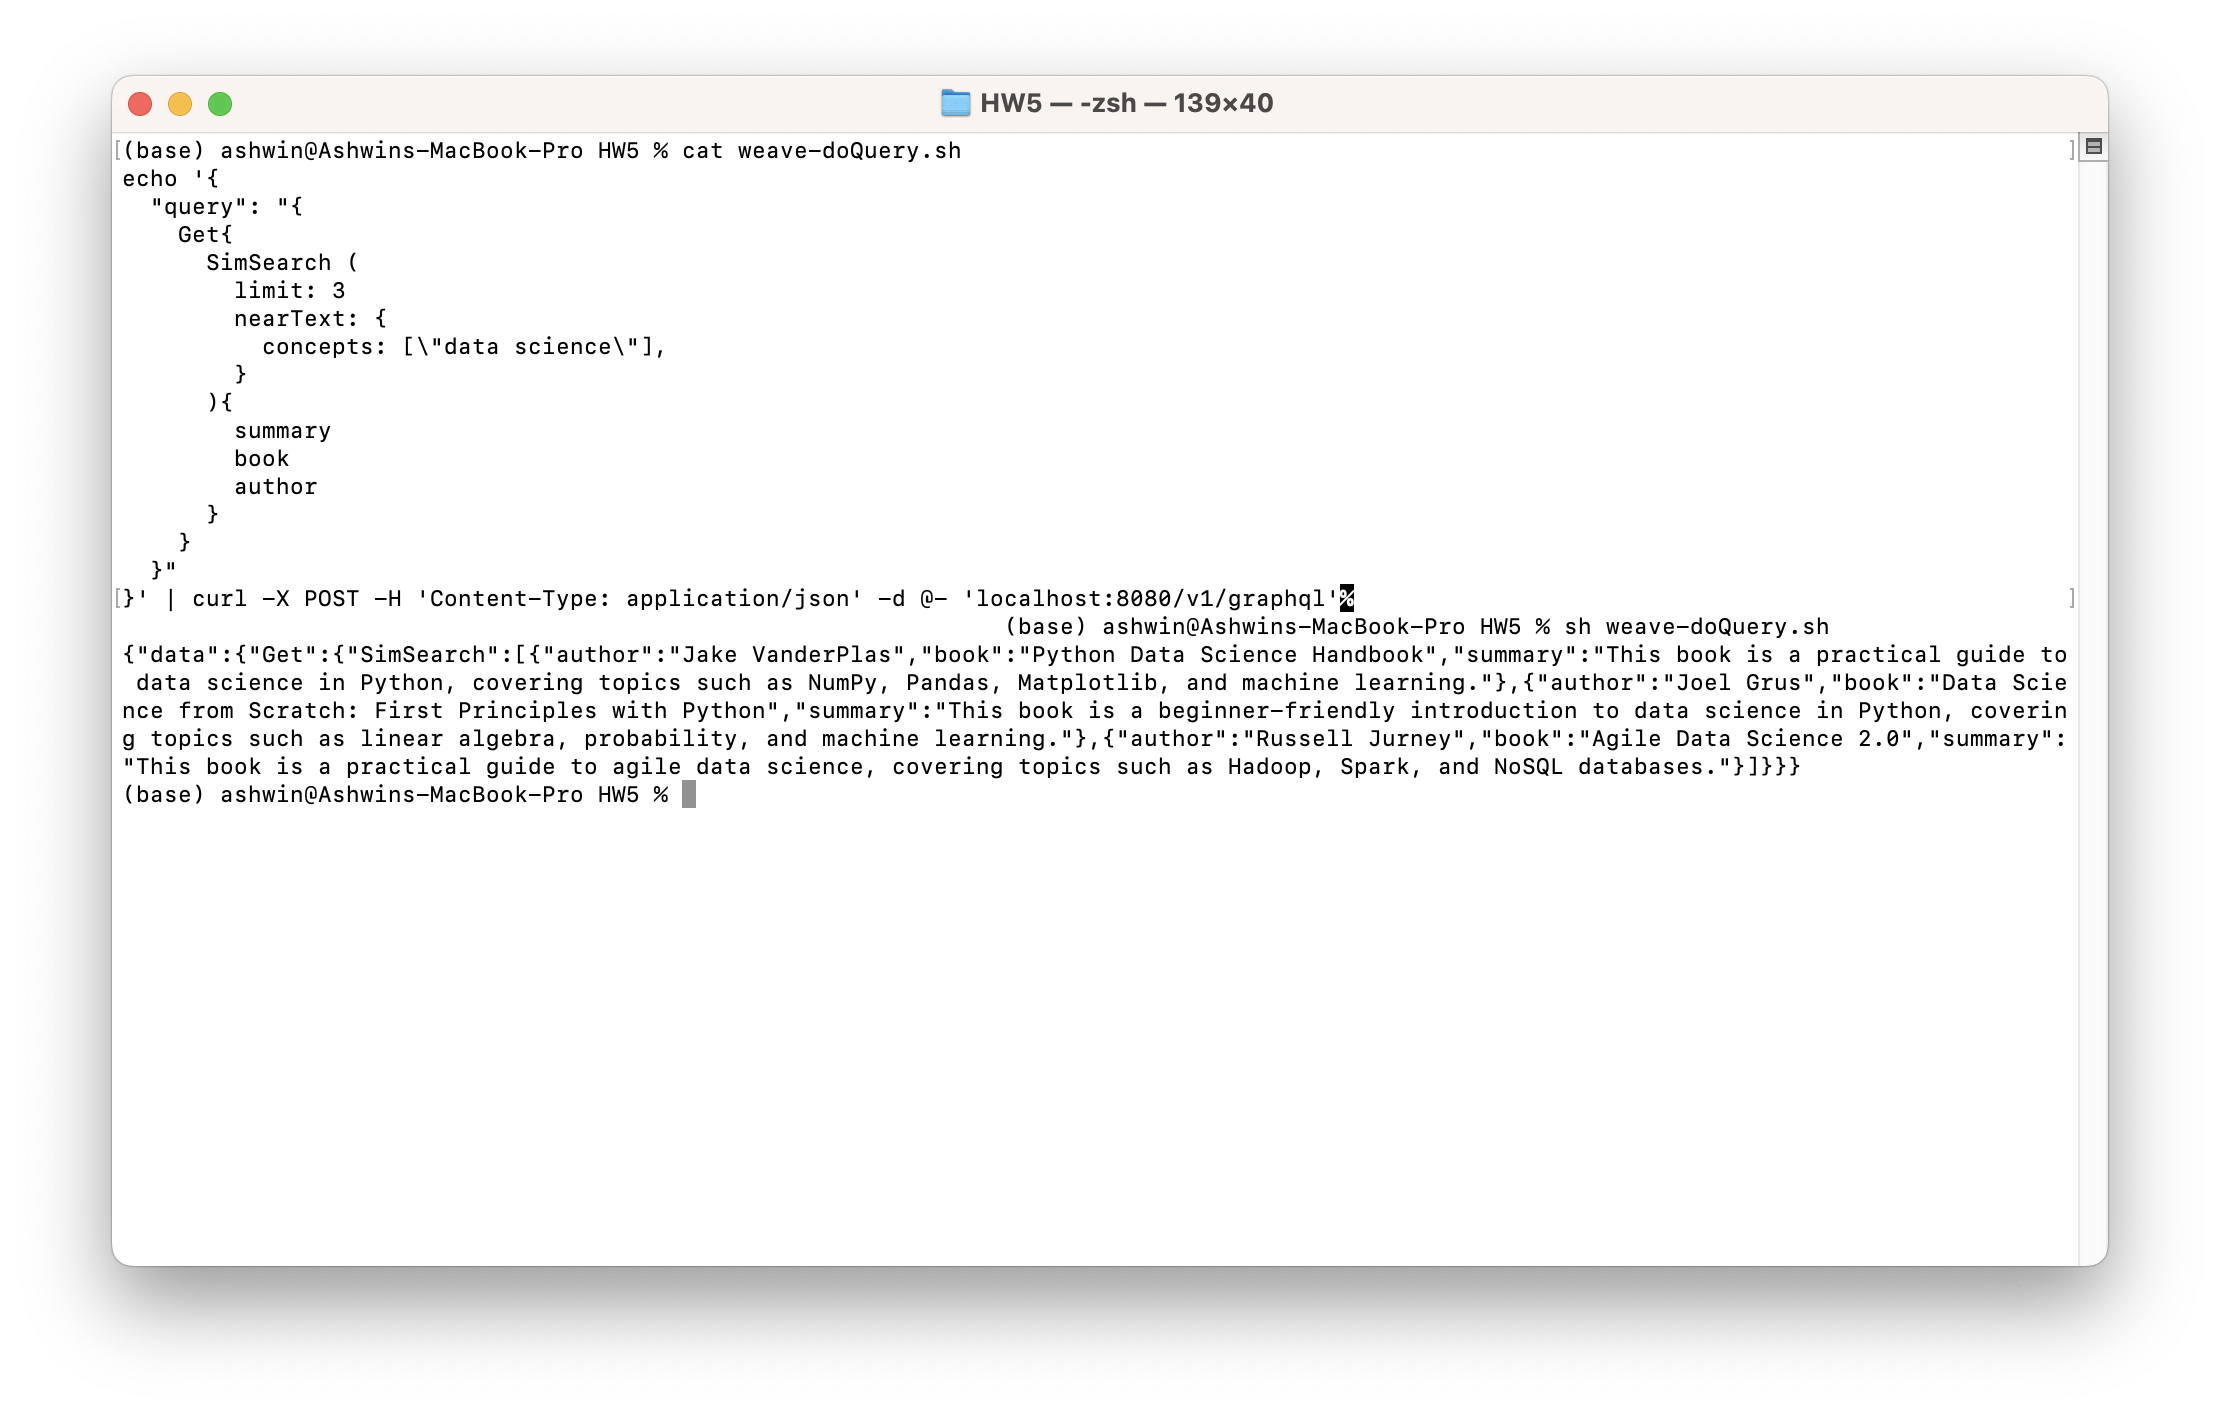 HW5 — -zsh — 139×40
(base) ashwin@Ashwins-MacBook-Pro HW5 % cat weave-doQuery.sh
echo '{
  "query": "{
    Get{
      SimSearch (
        limit: 3
        nearText: {
          concepts: [\"data science\"],
        }
      ){
        summary
        book
        author
      }
    }
  }"
}' | curl -X POST -H 'Content-Type: application/json' -d @- 'localhost:8080/v1/graphql'%
(base) ashwin@Ashwins-MacBook-Pro HW5 % sh weave-doQuery.sh
{"data":{"Get":{"SimSearch":[{"author":"Jake VanderPlas","book":"Python Data Science Handbook","summary":"This book is a practical guide to
 data science in Python, covering topics such as NumPy, Pandas, Matplotlib, and machine learning."},{"author":"Joel Grus","book":"Data Scie
nce from Scratch: First Principles with Python","summary":"This book is a beginner-friendly introduction to data science in Python, coverin
g topics such as linear algebra, probability, and machine learning."},{"author":"Russell Jurney","book":"Agile Data Science 2.0","summary":
"This book is a practical guide to agile data science, covering topics such as Hadoop, Spark, and NoSQL databases."}]}}}
(base) ashwin@Ashwins-MacBook-Pro HW5 %